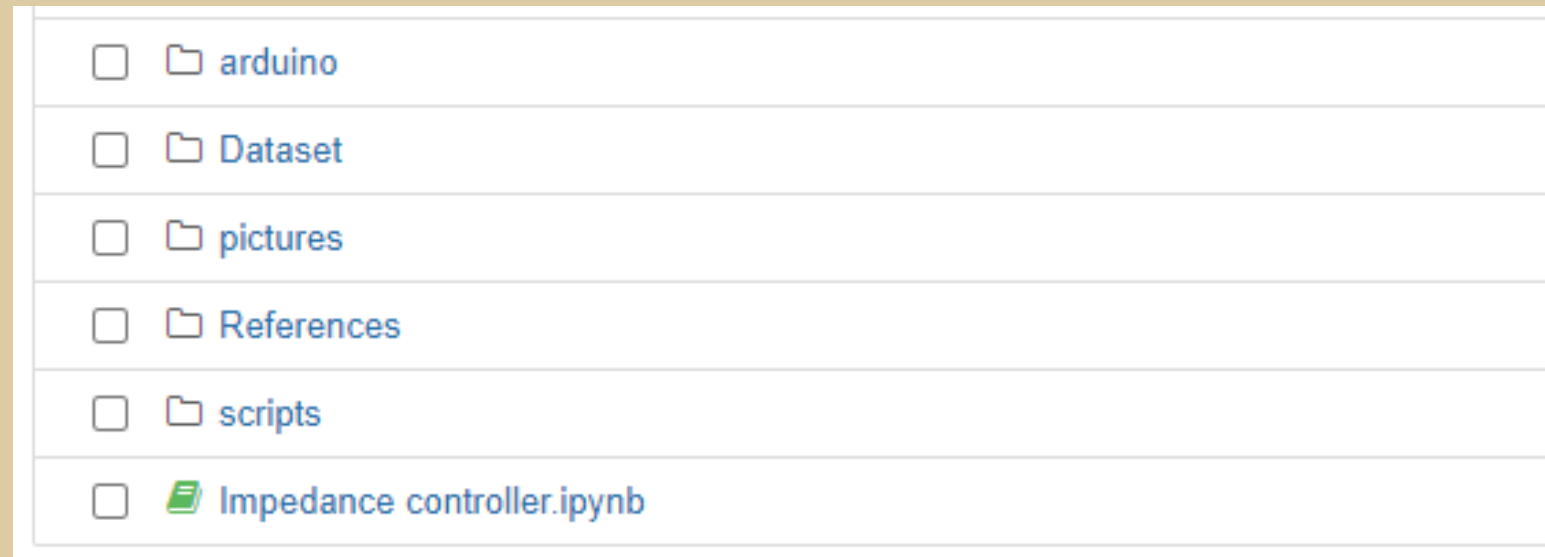 arduino
Dataset
pictures
References
scripts
Impedance controller.ipynb